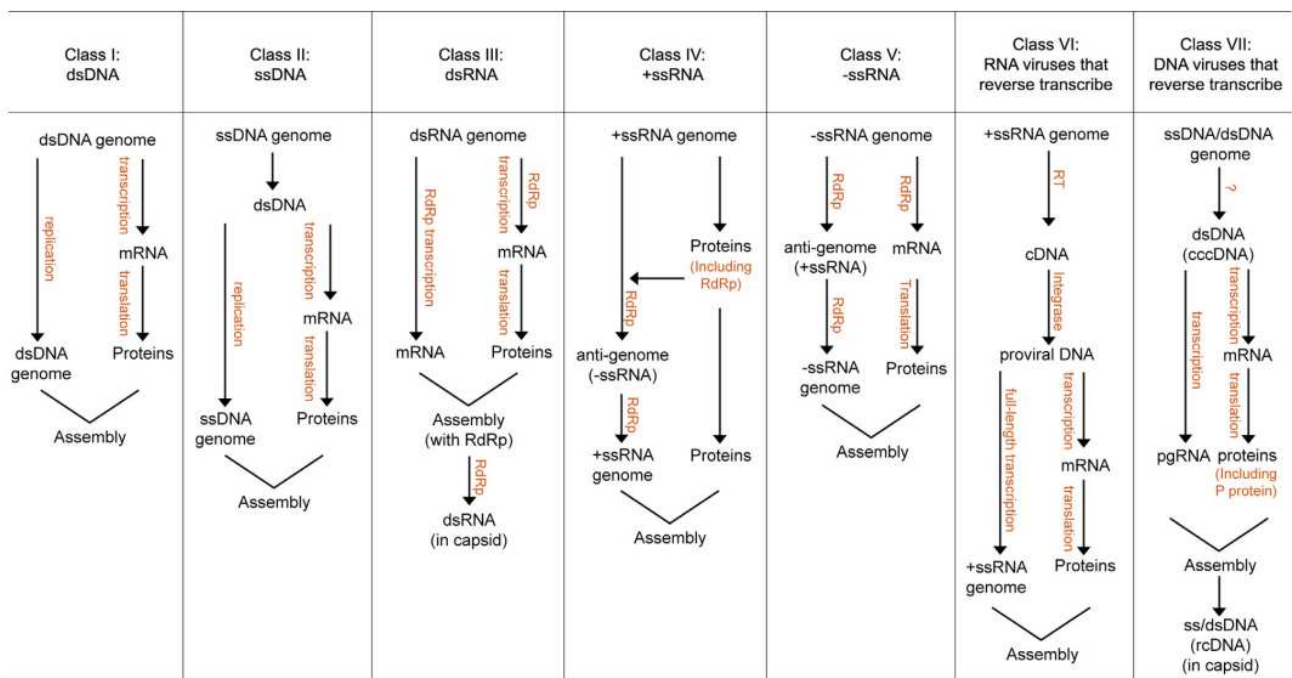 Class I:
dsDNA
Class II:
ssDNA
Class III:
dsRNA
Class IV:
+ssRNA
Class V:
-ssRNA
Class VI:
RNA viruses that
reverse transcribe
Class VII:
DNA viruses that
reverse transcribe
dsDNA genome
replication
transcription
mRNA
translation
dsDNA
genome
Proteins
Assembly
ssDNA genome
dsDNA
replication
transcription
mRNA
translation
ssDNA
genome
Proteins
Assembly
dsRNA genome
RdRp transcription
RdRp
transcription
mRNA
translation
mRNA
Proteins
Assembly
(with RdRp)
RdRp
dsRNA
(in capsid)
+ssRNA genome
Proteins
(Including
RdRp)
RdRp
anti-genome
(-ssRNA)
RdRp
+ssRNA
genome
Proteins
Assembly
-ssRNA genome
RdRp
RdRp
anti-genome
(+ssRNA)
mRNA
RdRp
Translation
-ssRNA
genome
Proteins
Assembly
+ssRNA genome
RT
cDNA
Integrase
proviral DNA
full-length transcription
transcription
mRNA
translation
+ssRNA
genome
Proteins
Assembly
ssDNA/dsDNA
genome
?
dsDNA
(cccDNA)
transcription
transcription
mRNA
translation
pgRNA
proteins
(Including
P protein)
Assembly
ss/dsDNA
(rcDNA)
(in capsid)